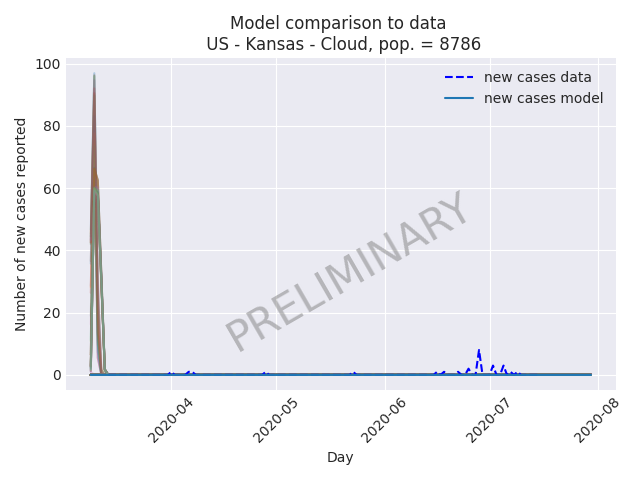 Model comparison to data
US - Kansas - Cloud, pop. = 8786
100
80
60
40
20
0
Number of new cases reported
new cases data
new cases model
PRELIMINARY
2020-04
2020-05
2020-06
2020-07
2020-08
Day